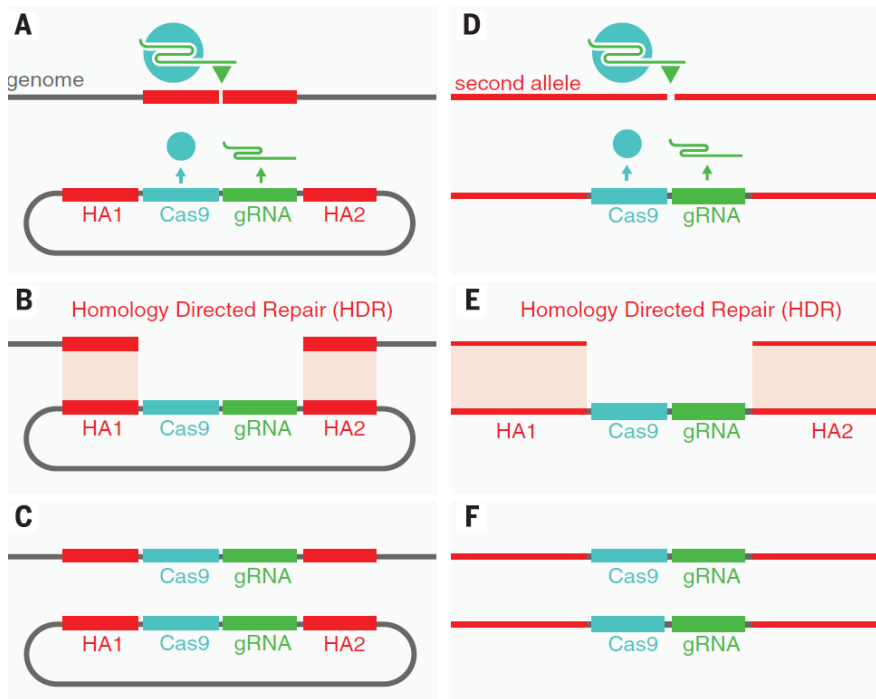 A
genome
HA1 Cas9 gRNA HA2
B
Homology Directed Repair (HDR)
HA1 Cas9 gRNA HA2
C
Cas9 gRNA
HA1 Cas9 gRNA HA2
D
second allele
Cas9 gRNA
E
Homology Directed Repair (HDR)
HA1 Cas9 gRNA HA2
F
Cas9 gRNA
Cas9 gRNA